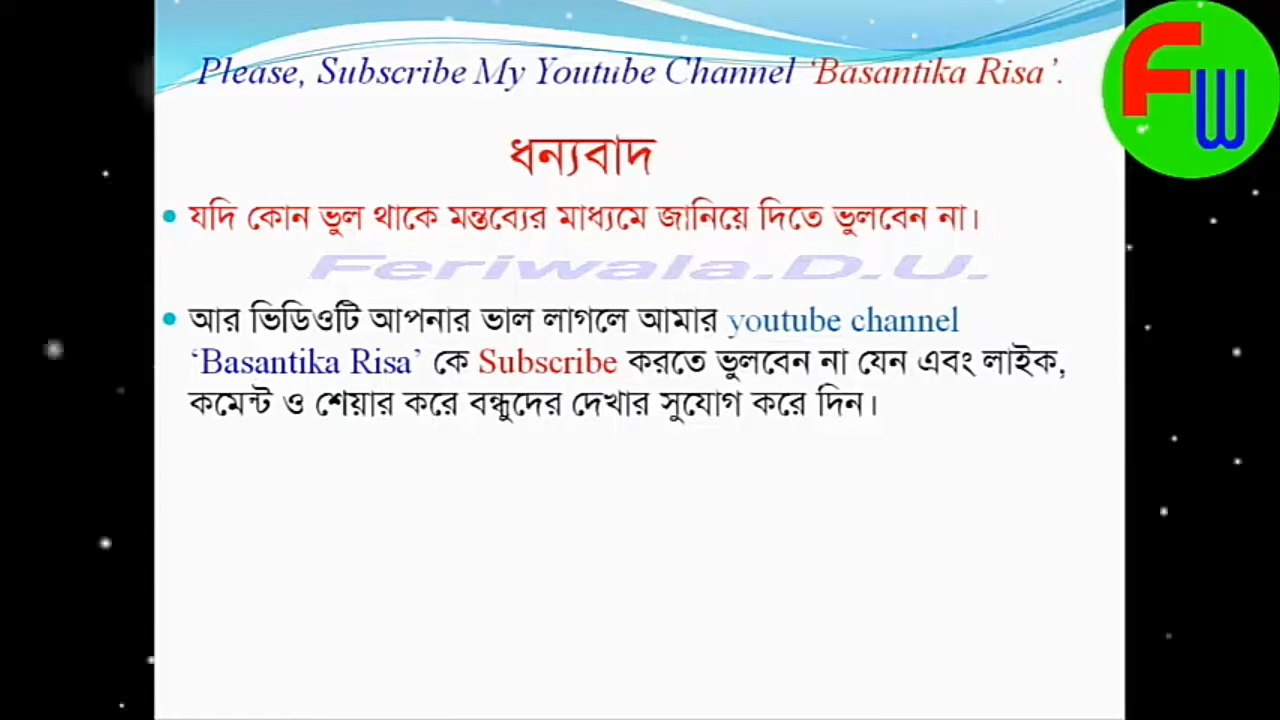 Please, Subscribe My Youtube Channel ‘Basantika Risa’.
FW
ধন্যবাদ
যদি কোন ভুল থাকে মন্তব্যের মাধ্যমে জানিয়ে দিতে ভুলবেন না।
Feriwala.D.U.
আর ভিডিওটি আপনার ভাল লাগলে আমার youtube channel
‘Basantika Risa’ কে Subscribe করতে ভুলবেন না যেন এবং লাইক,
কমেন্ট ও শেয়ার করে বন্ধুদের দেখার সুযোগ করে দিন।